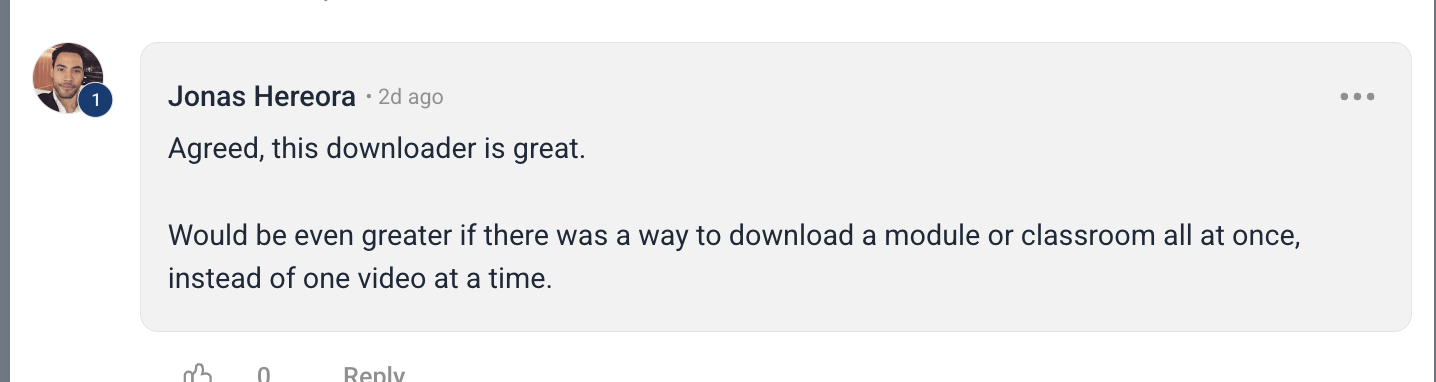 1
Jonas Hereora • 2d ago
Agreed, this downloader is great.
Would be even greater if there was a way to download a module or classroom all at once,
instead of one video at a time.
0 Reply